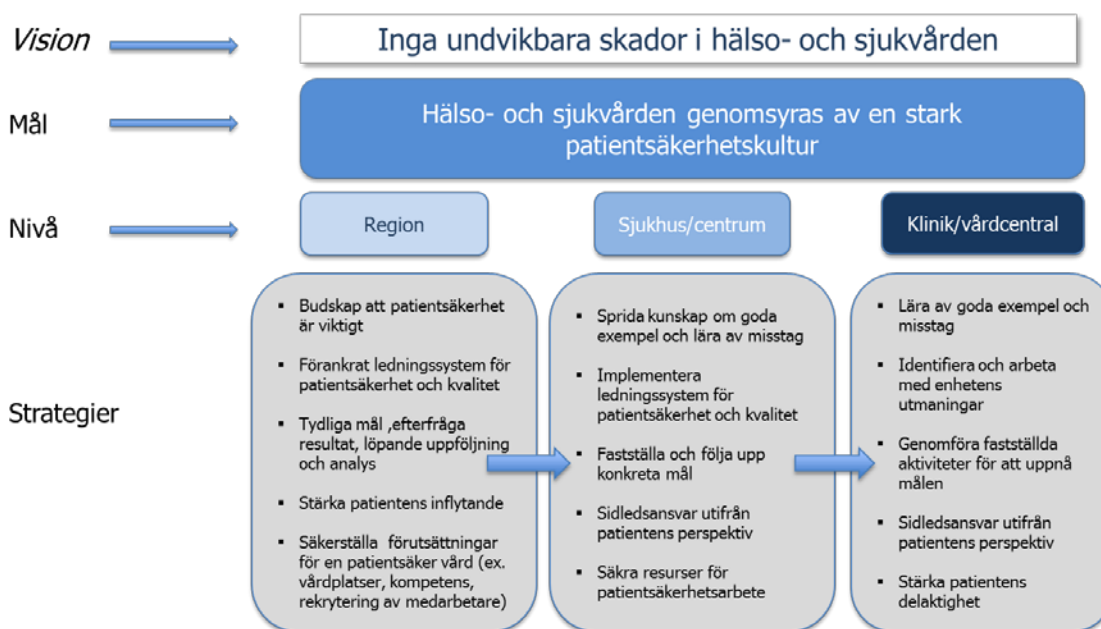 Vision
Inga undvikbara skador i hälso- och sjukvården
Mål
Hälso- och sjukvården genomsyras av en stark
patientsäkerhetskultur
Nivå
Region
Sjukhus/centrum
Klinik/vårdcentral
Strategier
▪ Budskap att patientsäkerhet
är viktigt
▪ Förankrat ledningssystem för
patientsäkerhet och kvalitet
▪ Tydliga mål ,efterfråga
resultat, löpande uppföljning
och analys
▪ Stärka patientens inflytande
▪ Säkerställa förutsättningar
för en patientsäker vård (ex.
vårdplatser, kompetens,
rekrytering av medarbetare)
▪ Sprida kunskap om goda
exempel och lära av misstag
▪ Implementera
ledningssystem för
patientsäkerhet och kvalitet
▪ Fastställa och följa upp
konkreta mål
▪ Sidledsansvar utifrån
patientens perspektiv
▪ Säkra resurser för
patientsäkerhetsarbete
▪ Lära av goda exempel och
misstag
▪ Identifiera och arbeta
med enhetens
utmaningar
▪ Genomföra fastställda
aktiviteter för att uppnå
målen
▪ Sidledsansvar utifrån
patientens perspektiv
▪ Stärka patientens
delaktighet